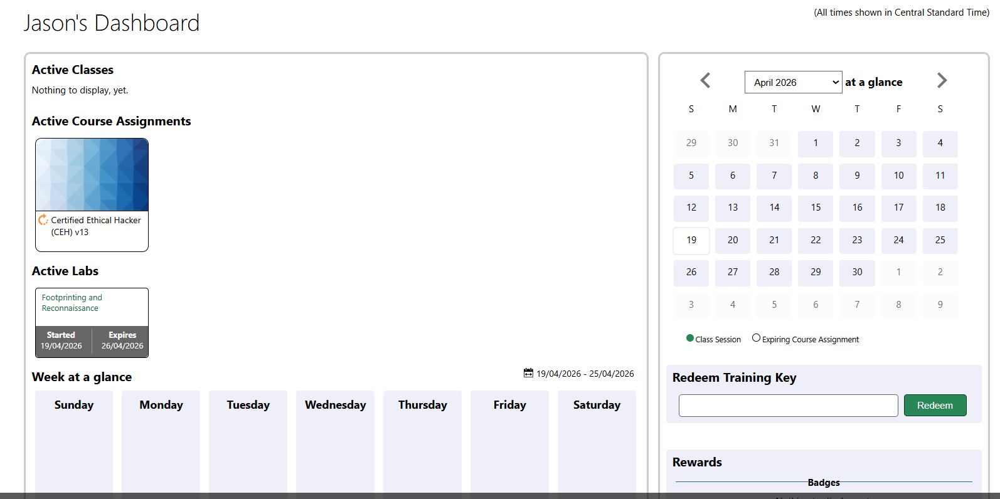 (All times shown in Central Standard Time)
Jason's Dashboard
Active Classes
Nothing to display, yet.
Active Course Assignments
Certified Ethical Hacker
(CEH) v13
Active Labs
Footprinting and
Reconnaissance
Started Expires
19/04/2026 26/04/2026
Week at a glance 19/04/2026 - 25/04/2026
Sunday Monday Tuesday Wednesday Thursday Friday Saturday
April 2026 at a glance
S M T W T F S
29 30 31 1 2 3 4
5 6 7 8 9 10 11
12 13 14 15 16 17 18
19 20 21 22 23 24 25
26 27 28 29 30 1 2
3 4 5 6 7 8 9
Class Session Expiring Course Assignment
Redeem Training Key
Redeem
Rewards
Badges